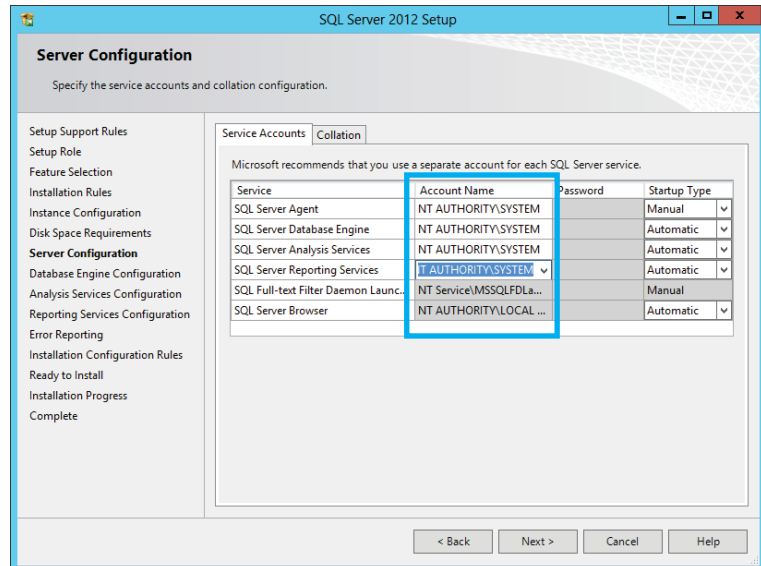 SQL Server 2012 Setup
Server Configuration
Specify the service accounts and collation configuration.
Setup Support Rules
Setup Role
Feature Selection
Installation Rules
Instance Configuration
Disk Space Requirements
Server Configuration
Database Engine Configuration
Analysis Services Configuration
Reporting Services Configuration
Error Reporting
Installation Configuration Rules
Ready to Install
Installation Progress
Complete
Service Accounts Collation
Microsoft recommends that you use a separate account for each SQL Server service.
Service Account Name Password Startup Type
SQL Server Agent NT AUTHORITY\SYSTEM Manual
SQL Server Database Engine NT AUTHORITY\SYSTEM Automatic
SQL Server Analysis Services NT AUTHORITY\SYSTEM Automatic
SQL Server Reporting Services T AUTHORITY\SYSTEM Automatic
SQL Full-text Filter Daemon Launc... NT Service\MSSQLFDLa... Manual
SQL Server Browser NT AUTHORITY\LOCAL ... Automatic
< Back Next > Cancel Help